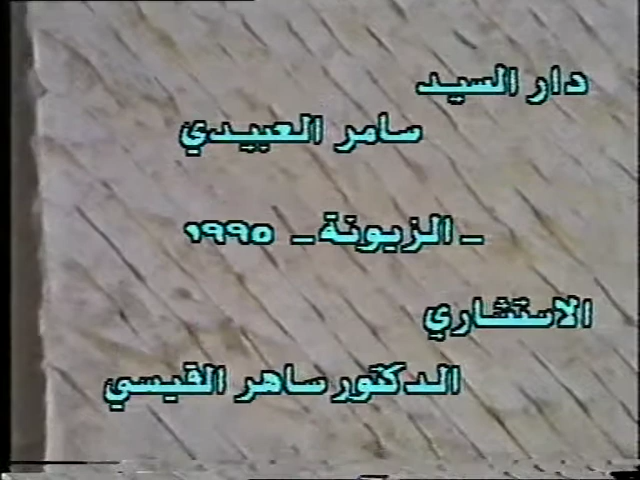 دار السيد
سامر العبيدي
- الزيونة - ١٩٩٥
الاستشاري
الدكتور ساهر القيسي